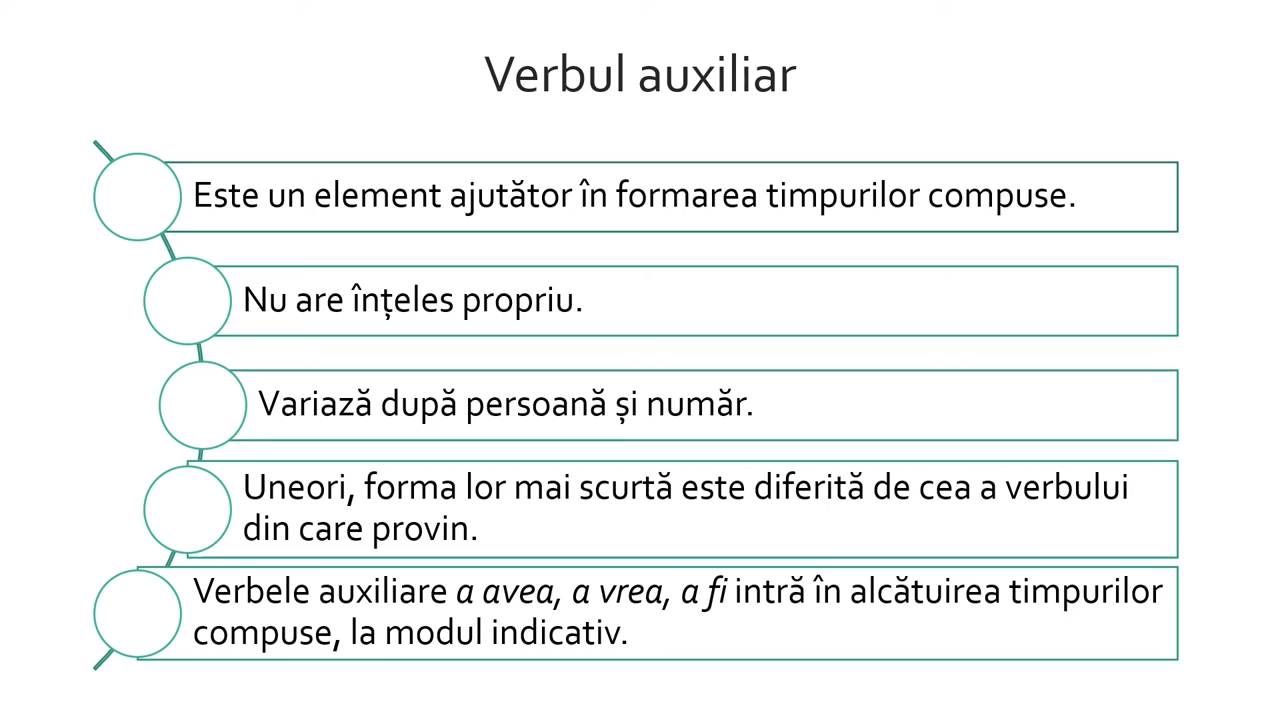 Verbul auxiliar
Este un element ajutător în formarea timpurilor compuse.
Nu are înțeles propriu.
Variază după persoană și număr.
Uneori, forma lor mai scurtă este diferită de cea a verbului
din care provin.
Verbele auxiliare a avea, a vrea, a fi intră în alcătuirea timpurilor
compuse, la modul indicativ.